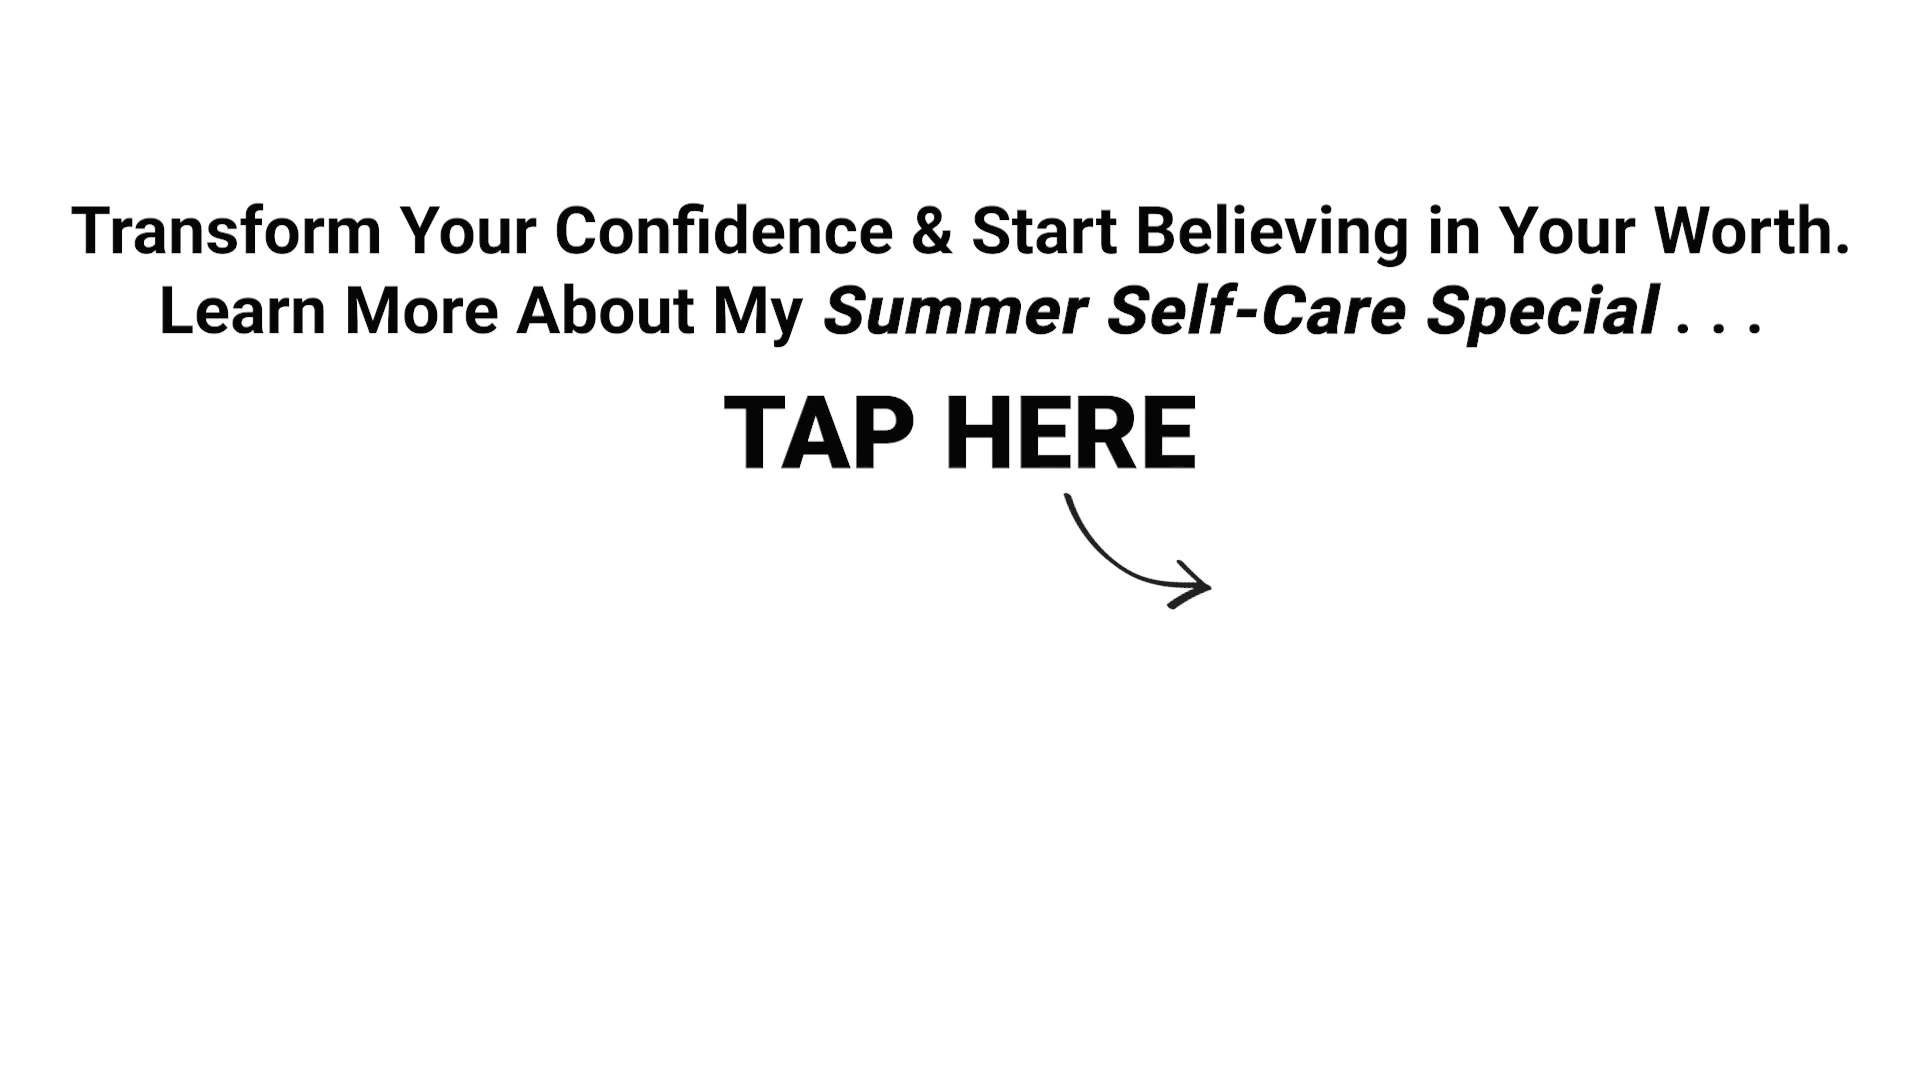 Transform Your Confidence & Start Believing in Your Worth.
Learn More About My Summer Self-Care Special . . .
TAP HERE